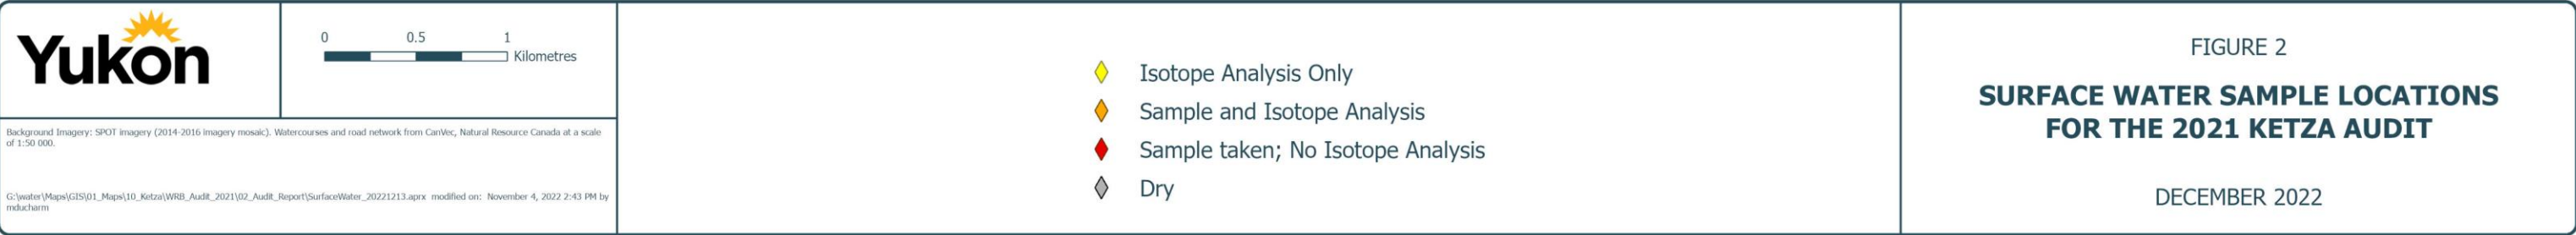 Yukon
0 0.5 1
Kilometres
Background Imagery: SPOT imagery (2014-2016 imagery mosaic). Watercourses and road network from CanVec, Natural Resource Canada at a scale
of 1:50 000.
G:\water\Maps\GIS\01_Maps\10_Ketza\WRB_Audit_2021\02_Audit_Report\SurfaceWater_20221213.aprx modified on: November 4, 2022 2:43 PM by
mducharm
Isotope Analysis Only
Sample and Isotope Analysis
Sample taken; No Isotope Analysis
Dry
FIGURE 2
SURFACE WATER SAMPLE LOCATIONS
FOR THE 2021 KETZA AUDIT
DECEMBER 2022